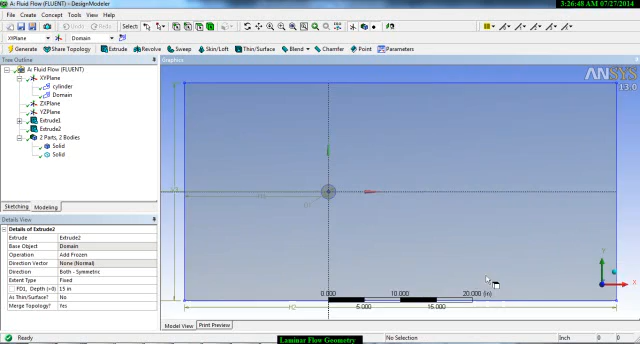 A: Fluid Flow (FLUENT) - DesignModeler
3:26:48 AM 07/27/2014
File Create Concept Tools View Help
Select:
XYPlane Domain
Generate Share Topology Extrude Revolve Sweep Skin/Loft Thin/Surface Blend Chamfer Point Parameters
Tree Outline
A: Fluid Flow (FLUENT)
XYPlane
cylinder
Domain
ZXPlane
YZPlane
Extrude1
Extrude2
2 Parts, 2 Bodies
Solid
Solid
Sketching Modeling
Details View
Details of Extrude2
Extrude Extrude2
Base Object Domain
Operation Add Frozen
Direction Vector None (Normal)
Direction Both - Symmetric
Extent Type Fixed
FD1, Depth (>0) 15 in
As Thin/Surface? No
Merge Topology? Yes
Graphics
ANSYS
13.0
0.000 10.000 20.000 (in)
5.000 15.000
H2
Y
X
Model View Print Preview
Ready
Laminar Flow Geometry
No Selection
Inch 0 0